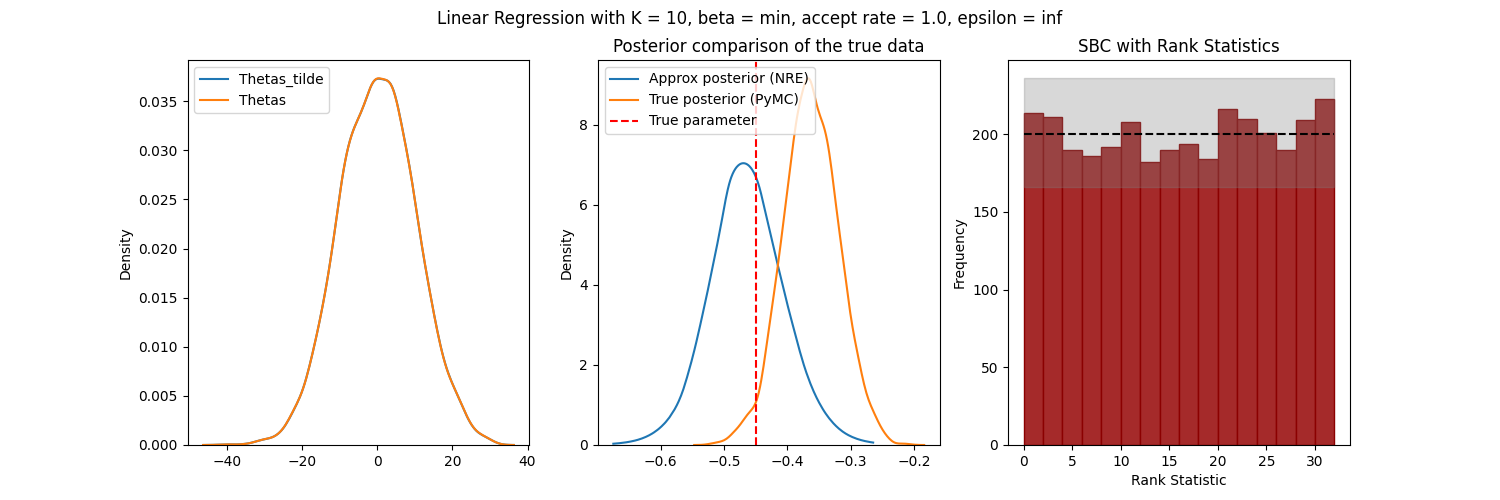 Linear Regression with K = 10, beta = min, accept rate = 1.0, epsilon = inf
Thetas_tilde
Thetas
Density
0.035
0.030
0.025
0.020
0.015
0.010
0.005
0.000
−40
−20
0
20
40
Posterior comparison of the true data
Approx posterior (NRE)
True posterior (PyMC)
True parameter
Density
8
6
4
2
0
−0.6
−0.5
−0.4
−0.3
−0.2
SBC with Rank Statistics
Frequency
200
150
100
50
0
0
5
10
15
20
25
30
Rank Statistic